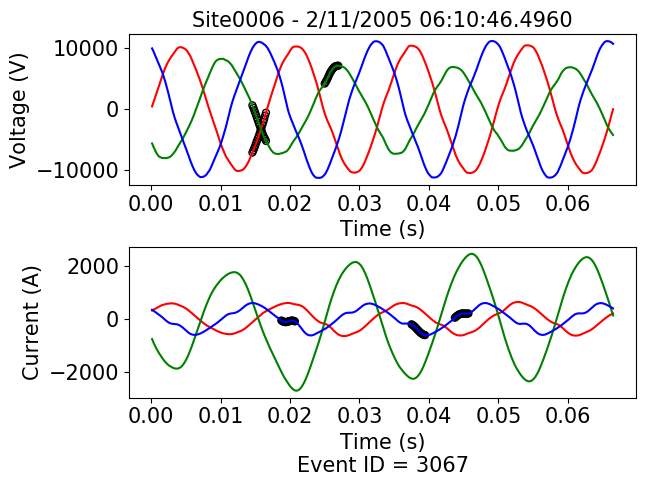 Site0006 - 2/11/2005 06:10:46.4960
Voltage (V)
10000
0
−10000
0.00 0.01 0.02 0.03 0.04 0.05 0.06
Time (s)
Current (A)
2000
0
−2000
0.00 0.01 0.02 0.03 0.04 0.05 0.06
Time (s)
Event ID = 3067